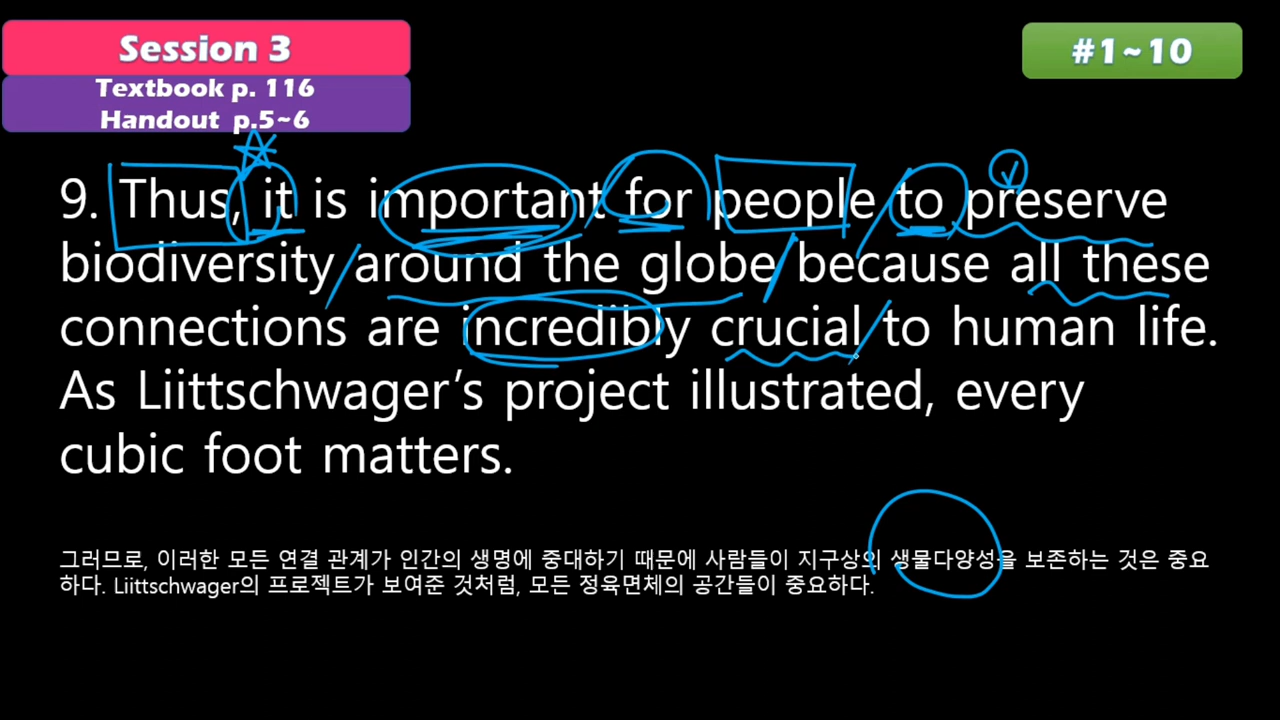 Session 3
Textbook p. 116
Handout p.5~6
#1~10
9. Thus, it is important for people to preserve
biodiversity around the globe because all these
connections are incredibly crucial to human life.
As Liittschwager’s project illustrated, every
cubic foot matters.
그러므로, 이러한 모든 연결 관계가 인간의 생명에 중대하기 때문에 사람들이 지구상의 생물다양성을 보존하는 것은 중요
하다. Liittschwager의 프로젝트가 보여준 것처럼, 모든 정육면체의 공간들이 중요하다.